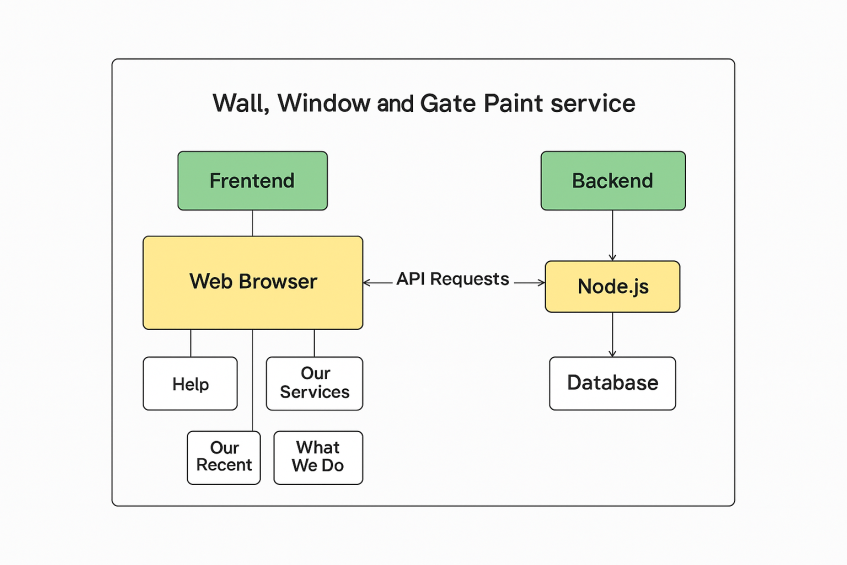 Wall, Window and Gate Paint service
Frentend
Backend
Web Browser
API Requests
Node.js
Help
Our
Services
Database
Our
Recent
What
We Do